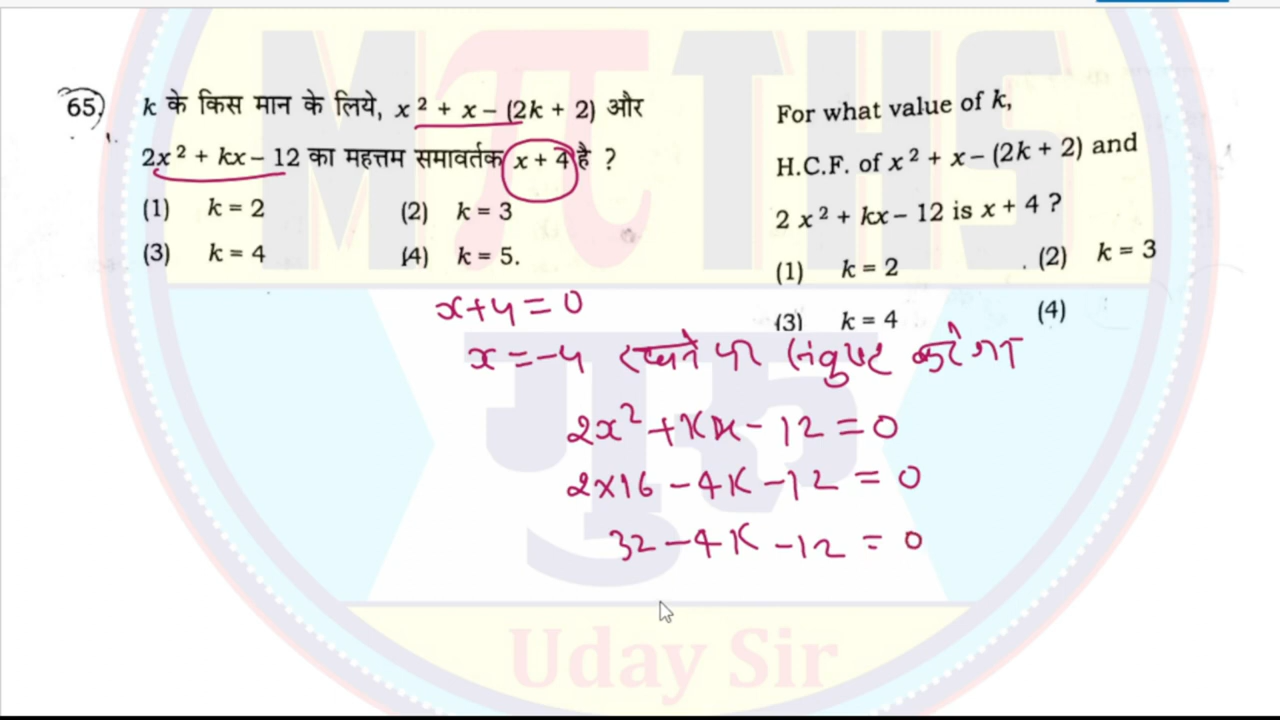 MπTHS
65.
k के किस मान के लिये, x² + x – (2k + 2) और
2x² + kx – 12 का महत्तम समावर्तक x + 4 है ?
(1) k = 2 (2) k = 3
(3) k = 4 (4) k = 5.
For what value of k,
H.C.F. of x² + x – (2k + 2) and
2 x² + kx – 12 is x + 4 ?
(1) k = 2 (2) k = 3
(3) k = 4 (4)
x+4=0
x=-4 रखने पर संतुष्ट करेगा
2x²+Kx-12=0
2×16-4K-12=0
32-4K-12=0
गुरु
Uday Sir